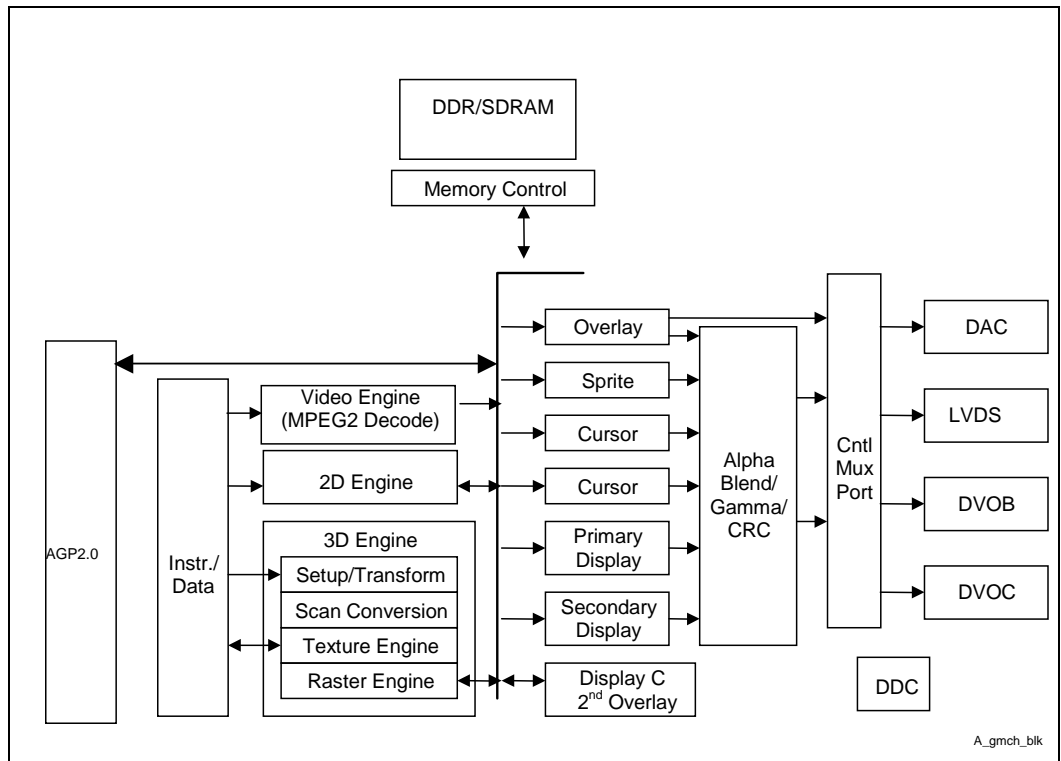 DDR/SDRAM
Memory Control
AGP2.0
Instr./
Data
Video Engine
(MPEG2 Decode)
2D Engine
3D Engine
Setup/Transform
Scan Conversion
Texture Engine
Raster Engine
Overlay
Sprite
Cursor
Cursor
Primary
Display
Secondary
Display
Display C
2nd Overlay
Alpha
Blend/
Gamma/
CRC
Cntl
Mux
Port
DAC
LVDS
DVOB
DVOC
DDC
A_gmch_blk